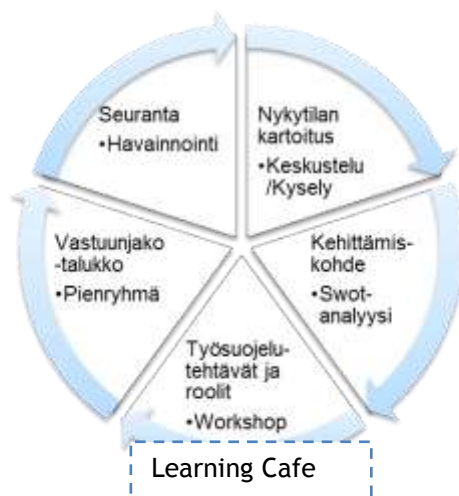 Seuranta
•Havainnointi
Nykytilan
kartoitus
•Keskustelu
/Kysely
Kehittämis-
kohde
•Swot-
analyysi
Työsuojelu-
tehtävät ja
roolit
•Workshop
Vastuunjako
-talukko
•Pienryhmä
Learning Cafe